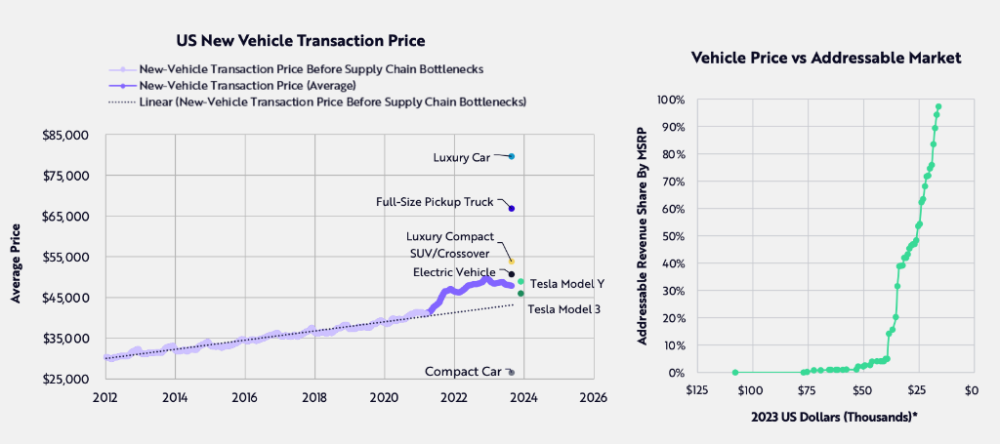 US New Vehicle Transaction Price
New-Vehicle Transaction Price Before Supply Chain Bottlenecks
New-Vehicle Transaction Price (Average)
Linear (New-Vehicle Transaction Price Before Supply Chain Bottlenecks)
Average Price
$85,000
$75,000
$65,000
$55,000
$45,000
$35,000
$25,000
Luxury Car
Full-Size Pickup Truck
Luxury Compact
SUV/Crossover
Electric Vehicle
Tesla Model Y
Tesla Model 3
Compact Car
2012
2014
2016
2018
2020
2022
2024
2026
Vehicle Price vs Addressable Market
Addressable Revenue Share By MSRP
100%
90%
80%
70%
60%
50%
40%
30%
20%
10%
0%
$125
$100
$75
$50
$25
$0
2023 US Dollars (Thousands)*